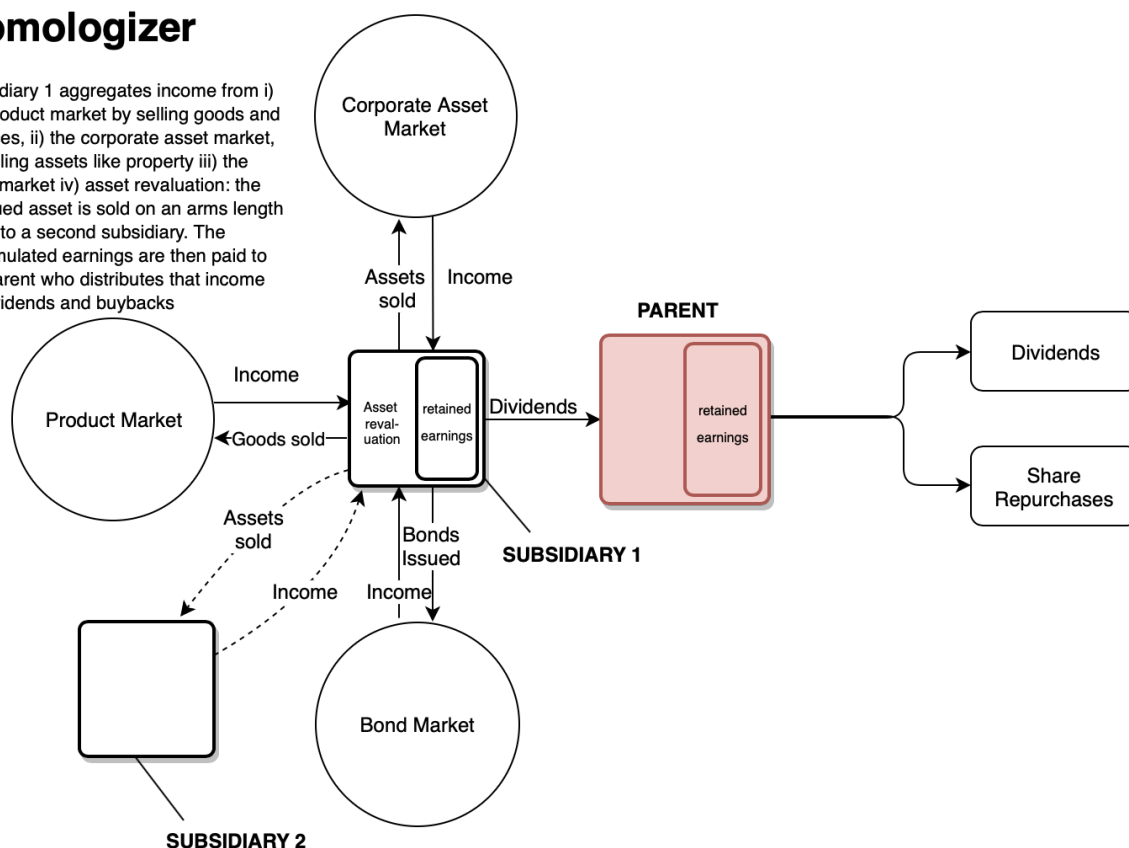 omologizer
diary 1 aggregates income from i)
oduct market by selling goods and
es, ii) the corporate asset market,
ling assets like property iii) the
market iv) asset revaluation: the
ued asset is sold on an arms length
to a second subsidiary. The
mulated earnings are then paid to
arent who distributes that income
vidends and buybacks
Corporate Asset
Market
Assets
sold
Income
PARENT
Dividends
Income
Product Market
Goods sold
Asset
reval-
uation
retained
earnings
Dividends
retained
earnings
Share
Repurchases
Assets
sold
Bonds
Issued
SUBSIDIARY 1
Income
Income
Bond Market
SUBSIDIARY 2